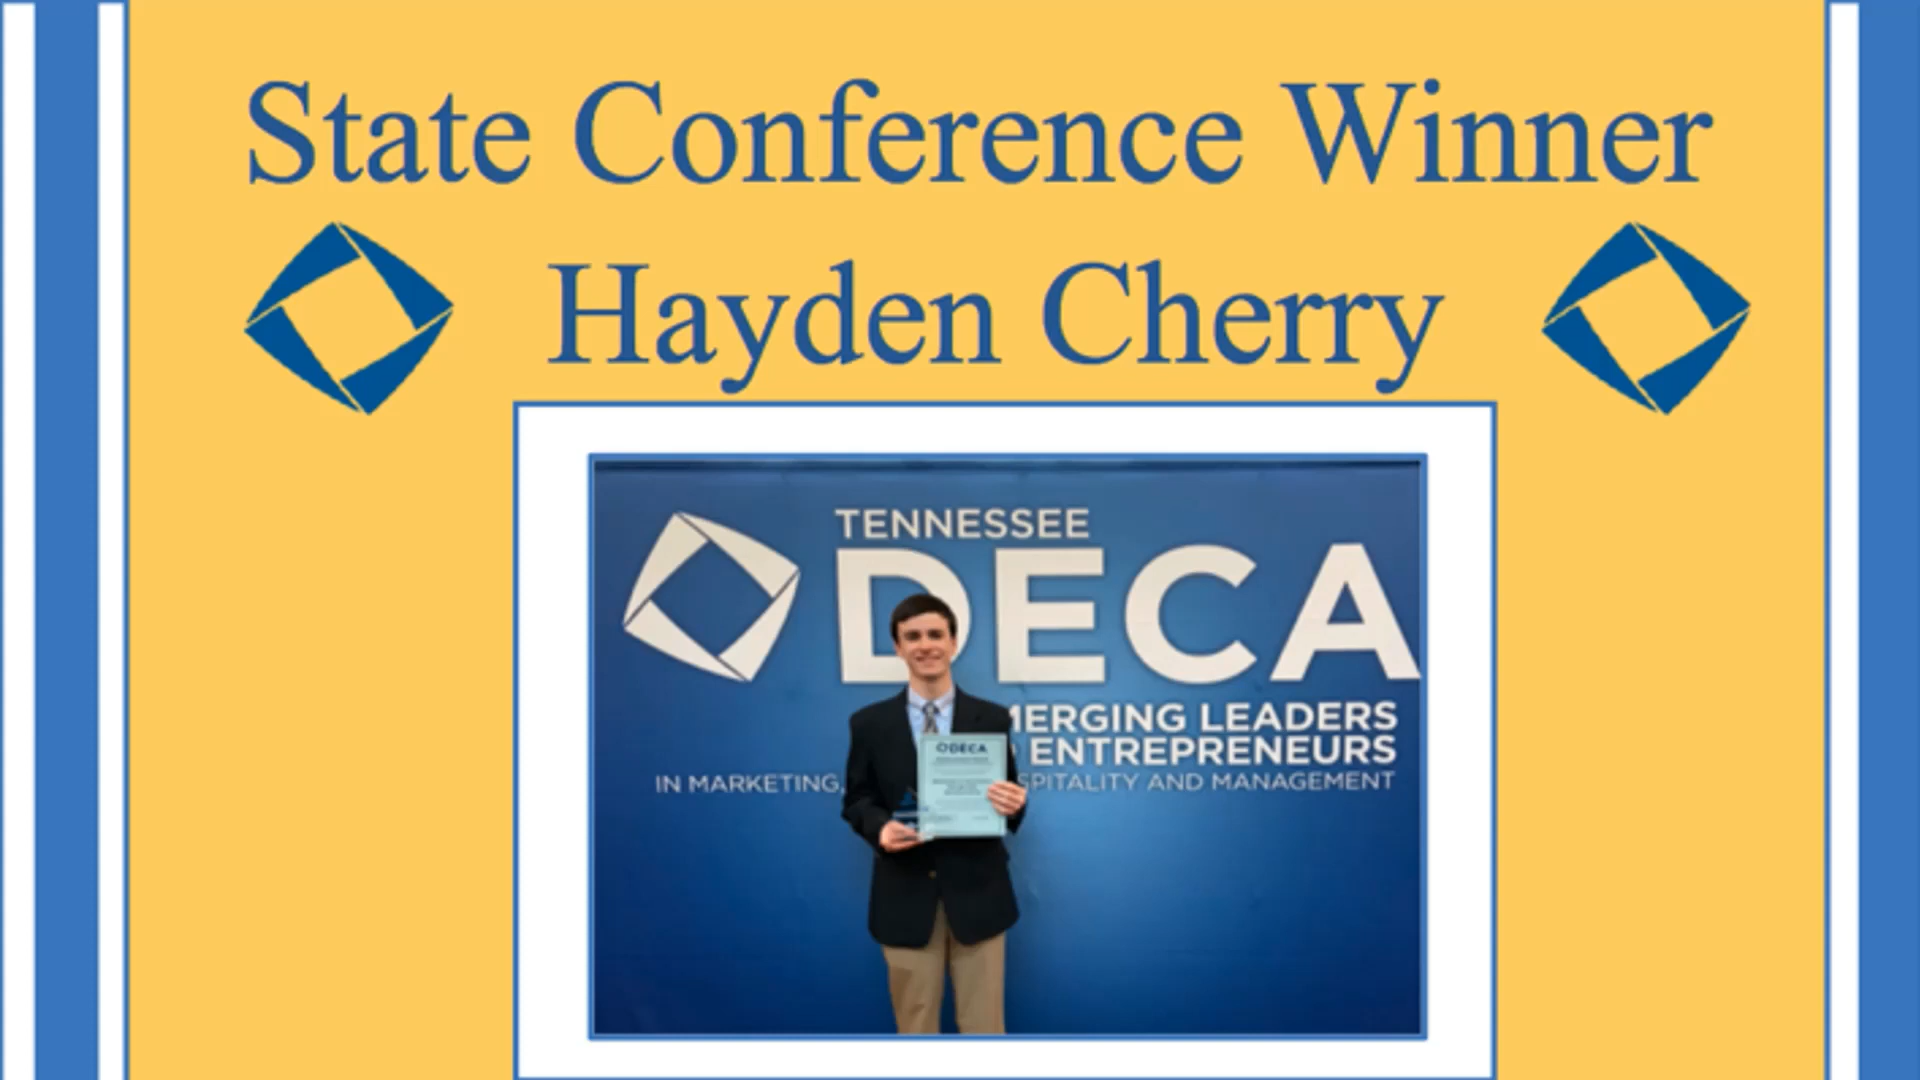 State Conference Winner
Hayden Cherry
TENNESSEE
DECA
MERGING LEADERS
ENTREPRENEURS
IN MARKETING, SPITALITY AND MANAGEMENT
DECA